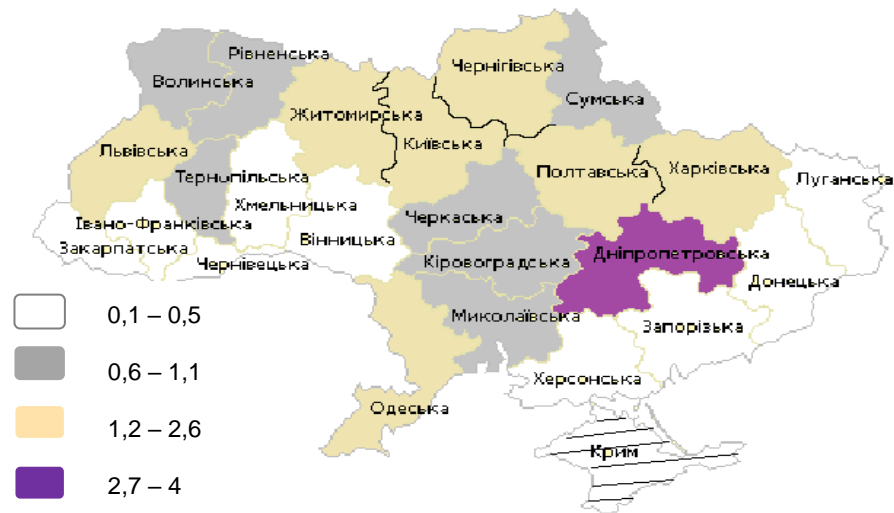 Рівненська
Волинська
Чернігівська
Сумська
Житомирська
Київська
Львівська
Полтавська
Харківська
Тернопільська
Луганська
Хмельницька
Івано-Франківська
Черкаська
Вінницька
Закарпатська
Дніпропетровська
Чернівецька
Кіровоградська
Донецька
0,1 – 0,5
Миколаївська
Запорізька
0,6 – 1,1
Херсонська
Одеська
1,2 – 2,6
Крим
2,7 – 4